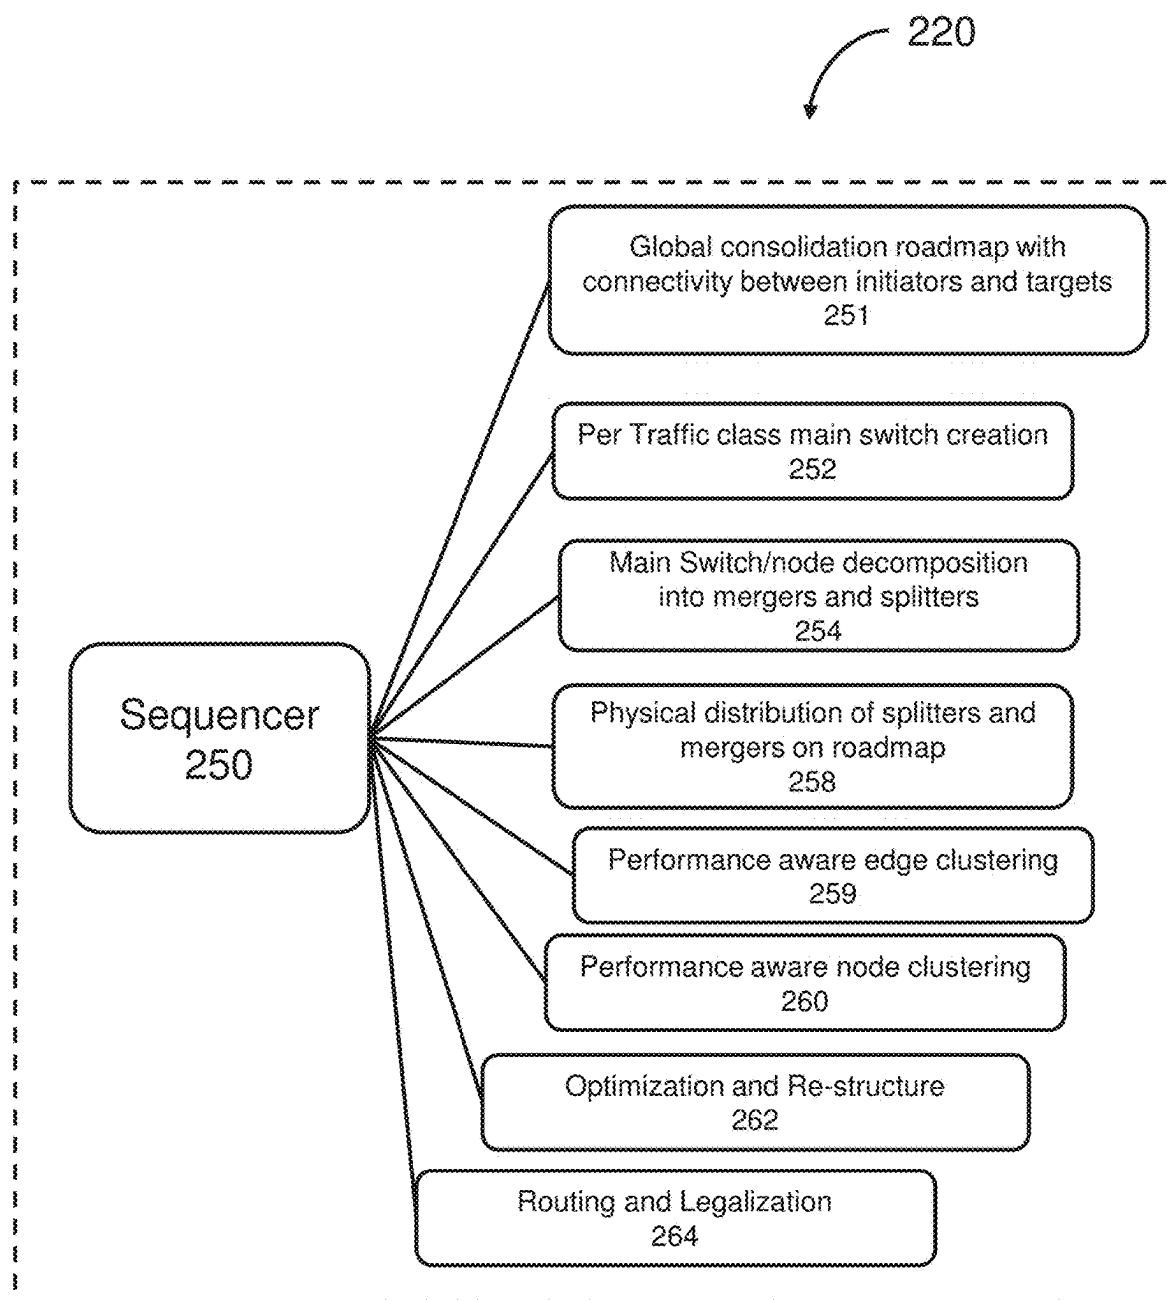 220
Global consolidation roadmap with
connectivity between initiators and targets
251
Per Traffic class main switch creation
252
Main Switch/node decomposition
into mergers and splitters
254
Sequencer
250
Physical distribution of splitters and
mergers on roadmap
258
Performance aware edge clustering
259
Performance aware node clustering
260
Optimization and Re-structure
262
Routing and Legalization
264